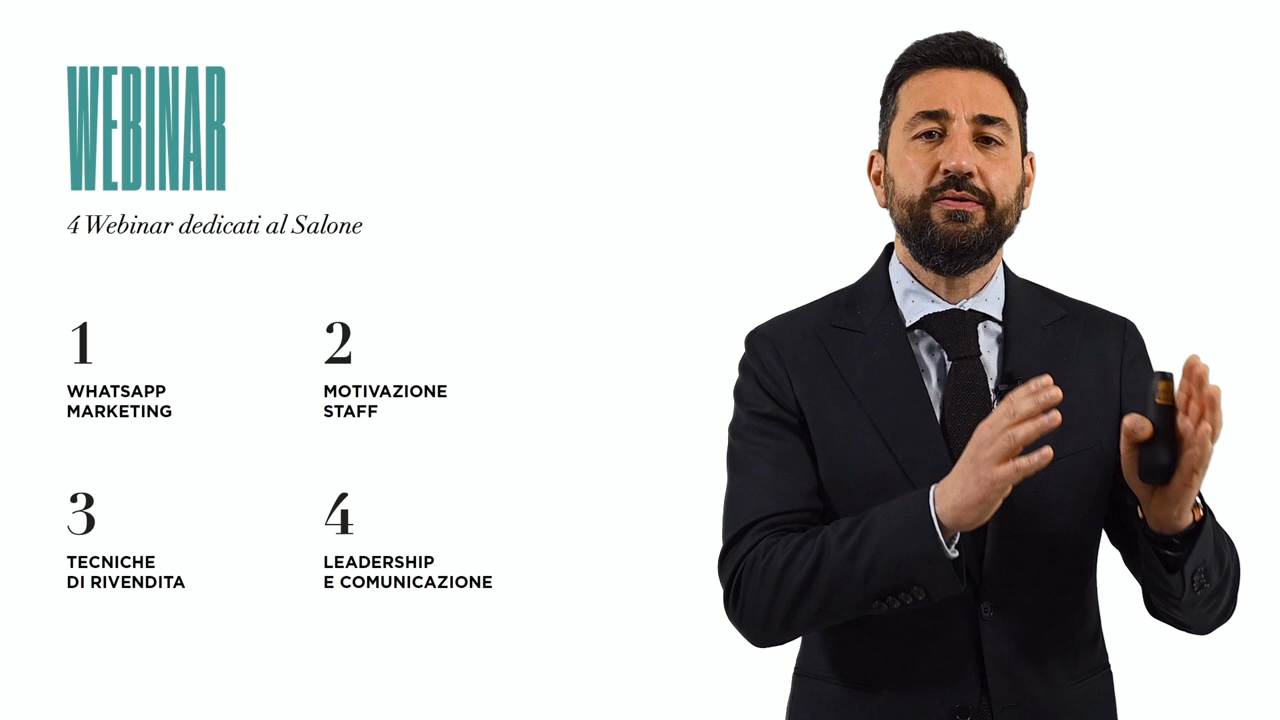 WEBINAR
4 Webinar dedicati al Salone
1
WHATSAPP
MARKETING
2
MOTIVAZIONE
STAFF
3
TECNICHE
DI RIVENDITA
4
LEADERSHIP
E COMUNICAZIONE